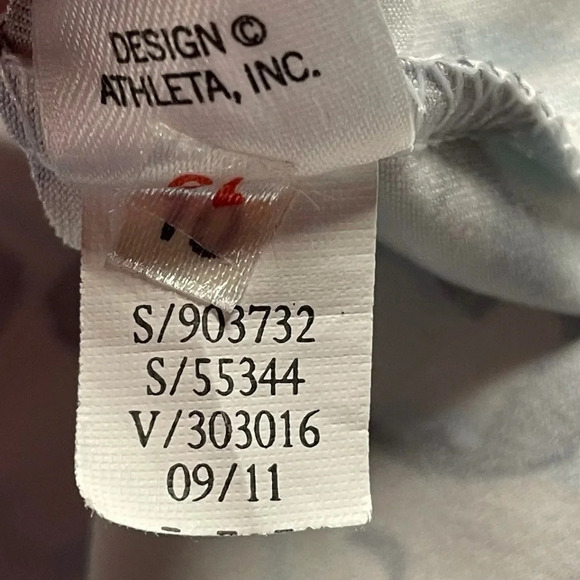 DESIGN ©
ATHLETA, INC.
S/903732
S/55344
V/303016
09/11